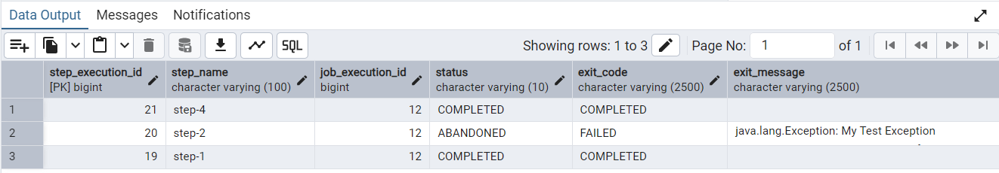 Data Output Messages Notifications
SQL Showing rows: 1 to 3 Page No: 1 of 1
step_execution_id step_name job_execution_id status exit_code exit_message
[PK] bigint character varying (100) bigint character varying (10) character varying (2500) character varying (2500)
1 21 step-4 12 COMPLETED COMPLETED
2 20 step-2 12 ABANDONED FAILED java.lang.Exception: My Test Exception
3 19 step-1 12 COMPLETED COMPLETED